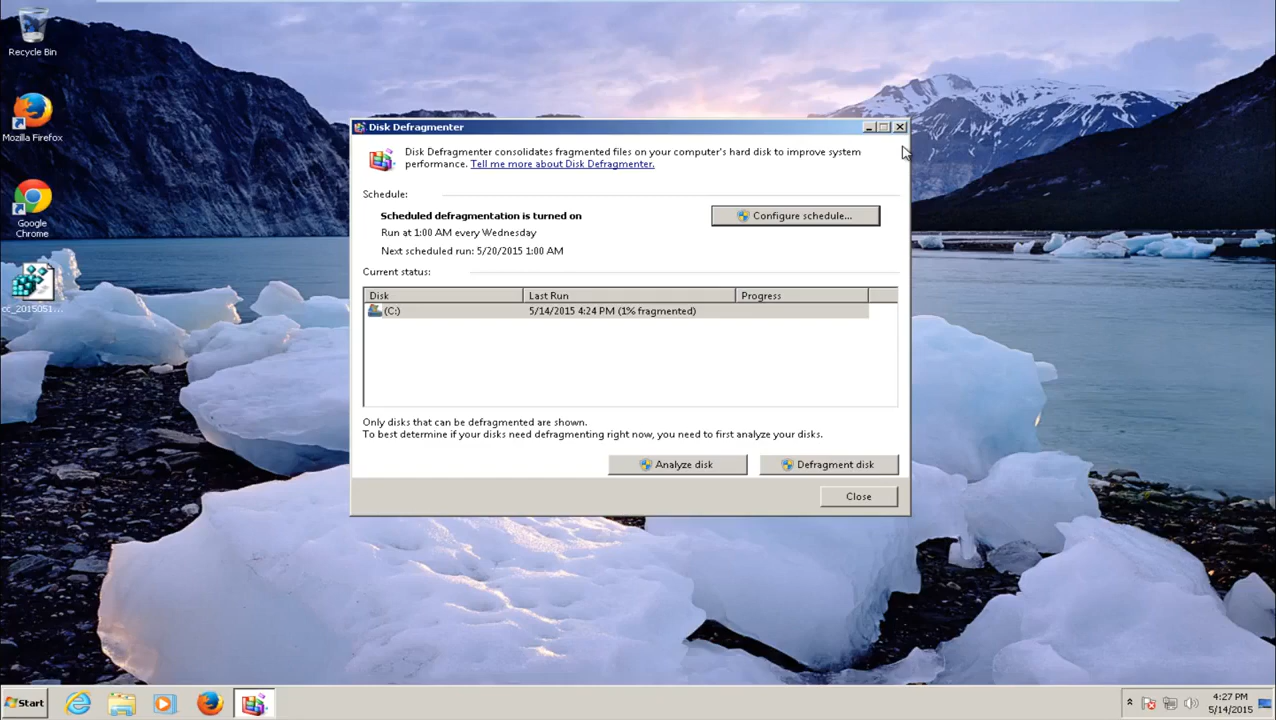 Recycle Bin
Mozilla Firefox
Google
Chrome
cc_2015051...
Disk Defragmenter
Disk Defragmenter consolidates fragmented files on your computer's hard disk to improve system
performance. Tell me more about Disk Defragmenter.
Schedule:
Scheduled defragmentation is turned on
Configure schedule...
Run at 1:00 AM every Wednesday
Next scheduled run: 5/20/2015 1:00 AM
Current status:
Disk Last Run Progress
(C:) 5/14/2015 4:24 PM (1% fragmented)
Only disks that can be defragmented are shown.
To best determine if your disks need defragmenting right now, you need to first analyze your disks.
Analyze disk Defragment disk
Close
Start
4:27 PM
5/14/2015